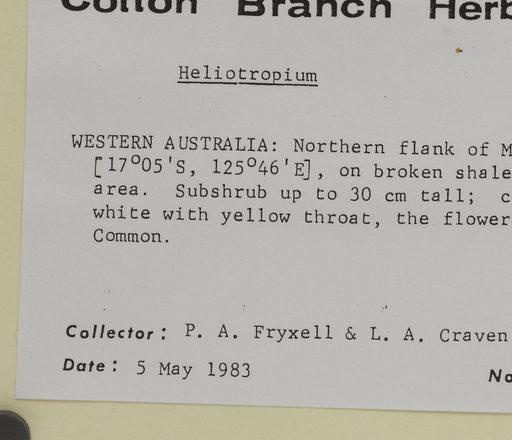 Cotton Branch Herb
Heliotropium
WESTERN AUSTRALIA: Northern flank of M
[17°05'S, 125°46'E], on broken shale
area. Subshrub up to 30 cm tall; c
white with yellow throat, the flower
Common.
Collector: P. A. Fryxell & L. A. Craven
Date: 5 May 1983
No